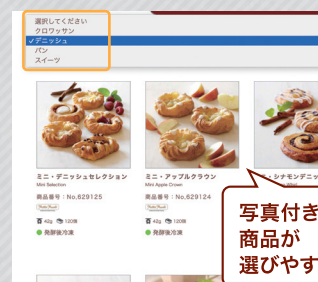 選択してください
クロワッサン
✓デニッシュ
パン
スイーツ
ミニ・デニッシュセレクション
Mini Selection
商品番号：No,629125
42g 120個
発酵後冷凍
ミニ・アップルクラウン
Mini Apple Crown
商品番号：No,629124
42g 120個
発酵後冷凍
・シナモンデニッ
写真付き
商品が
選びやす